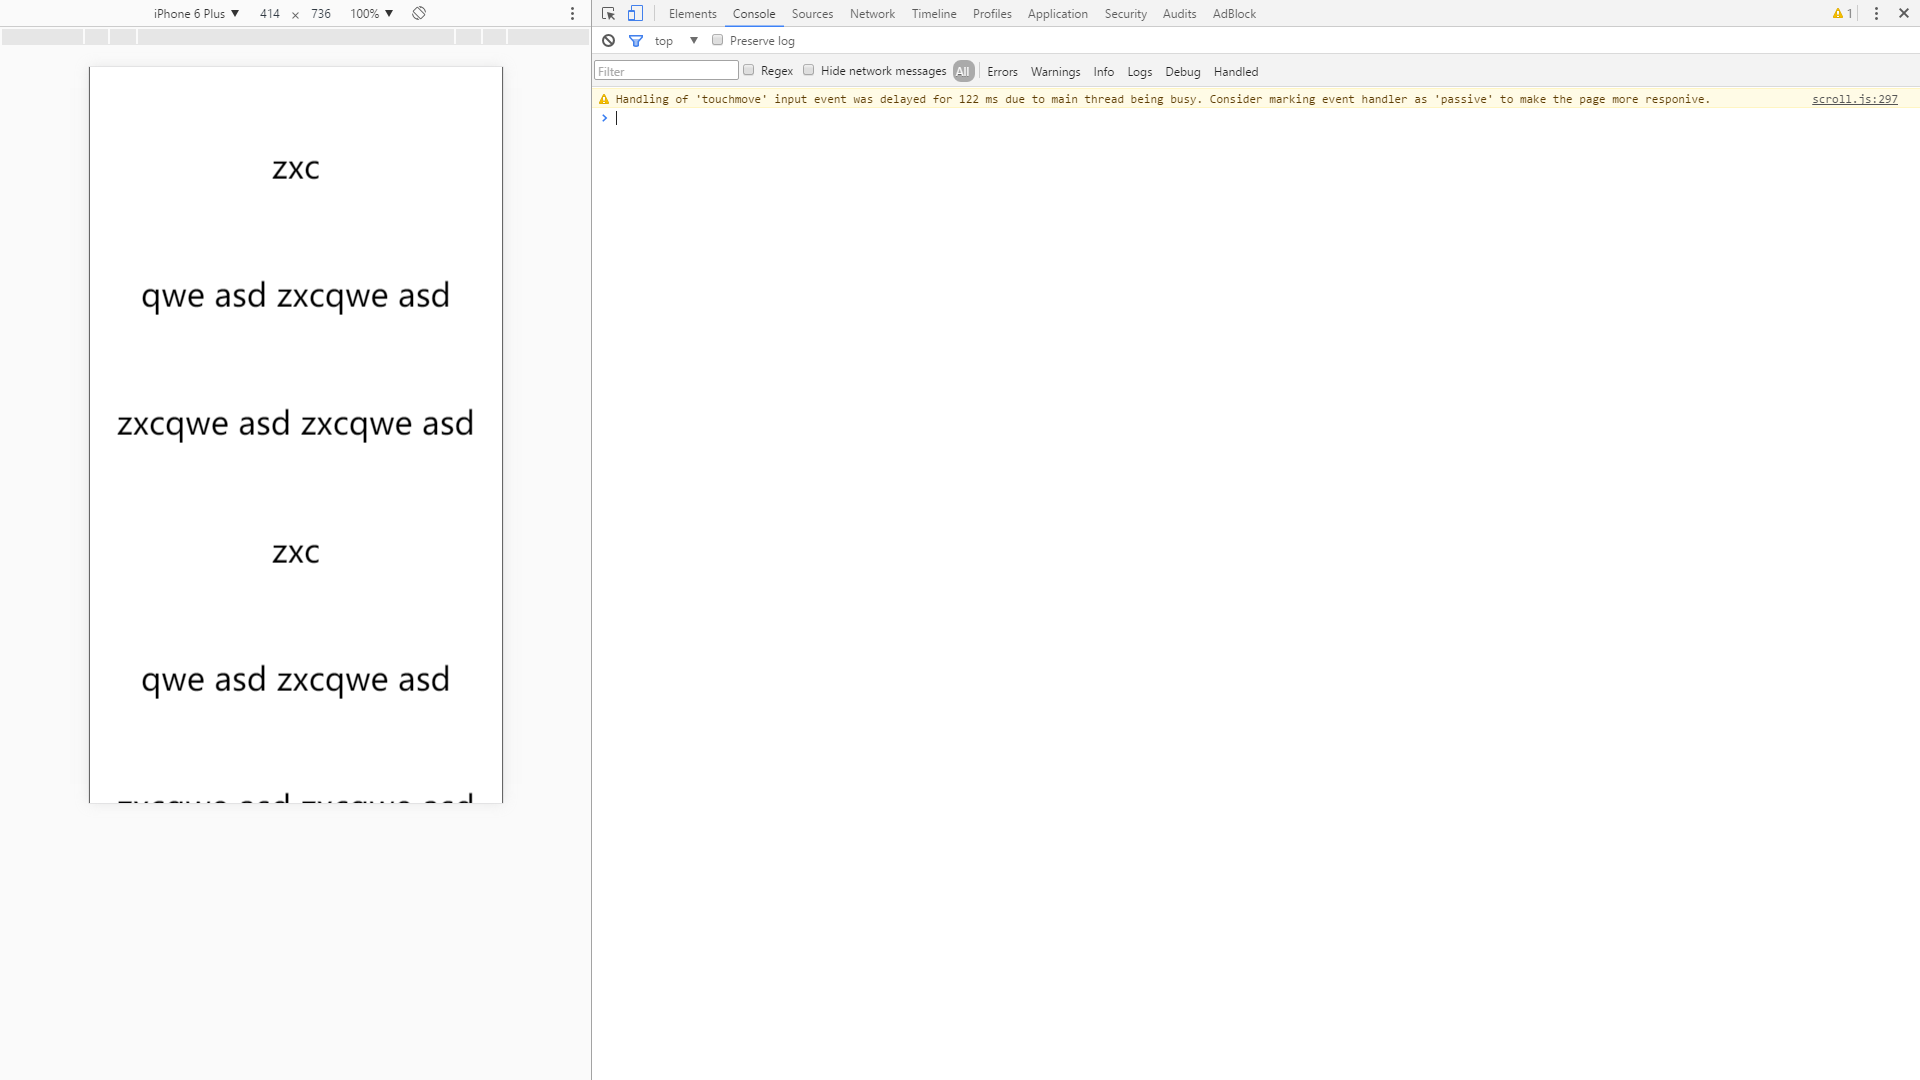 iPhone 6 Plus ▼ 414 × 736 100% ▼
Elements Console Sources Network Timeline Profiles Application Security Audits AdBlock 1
top ▼ Preserve log
Filter Regex Hide network messages All Errors Warnings Info Logs Debug Handled
Handling of 'touchmove' input event was delayed for 122 ms due to main thread being busy. Consider marking event handler as 'passive' to make the page more responive. scroll.js:297
zxc
qwe asd zxcqwe asd
zxcqwe asd zxcqwe asd
zxc
qwe asd zxcqwe asd
zxcqwe asd zxcqwe asd